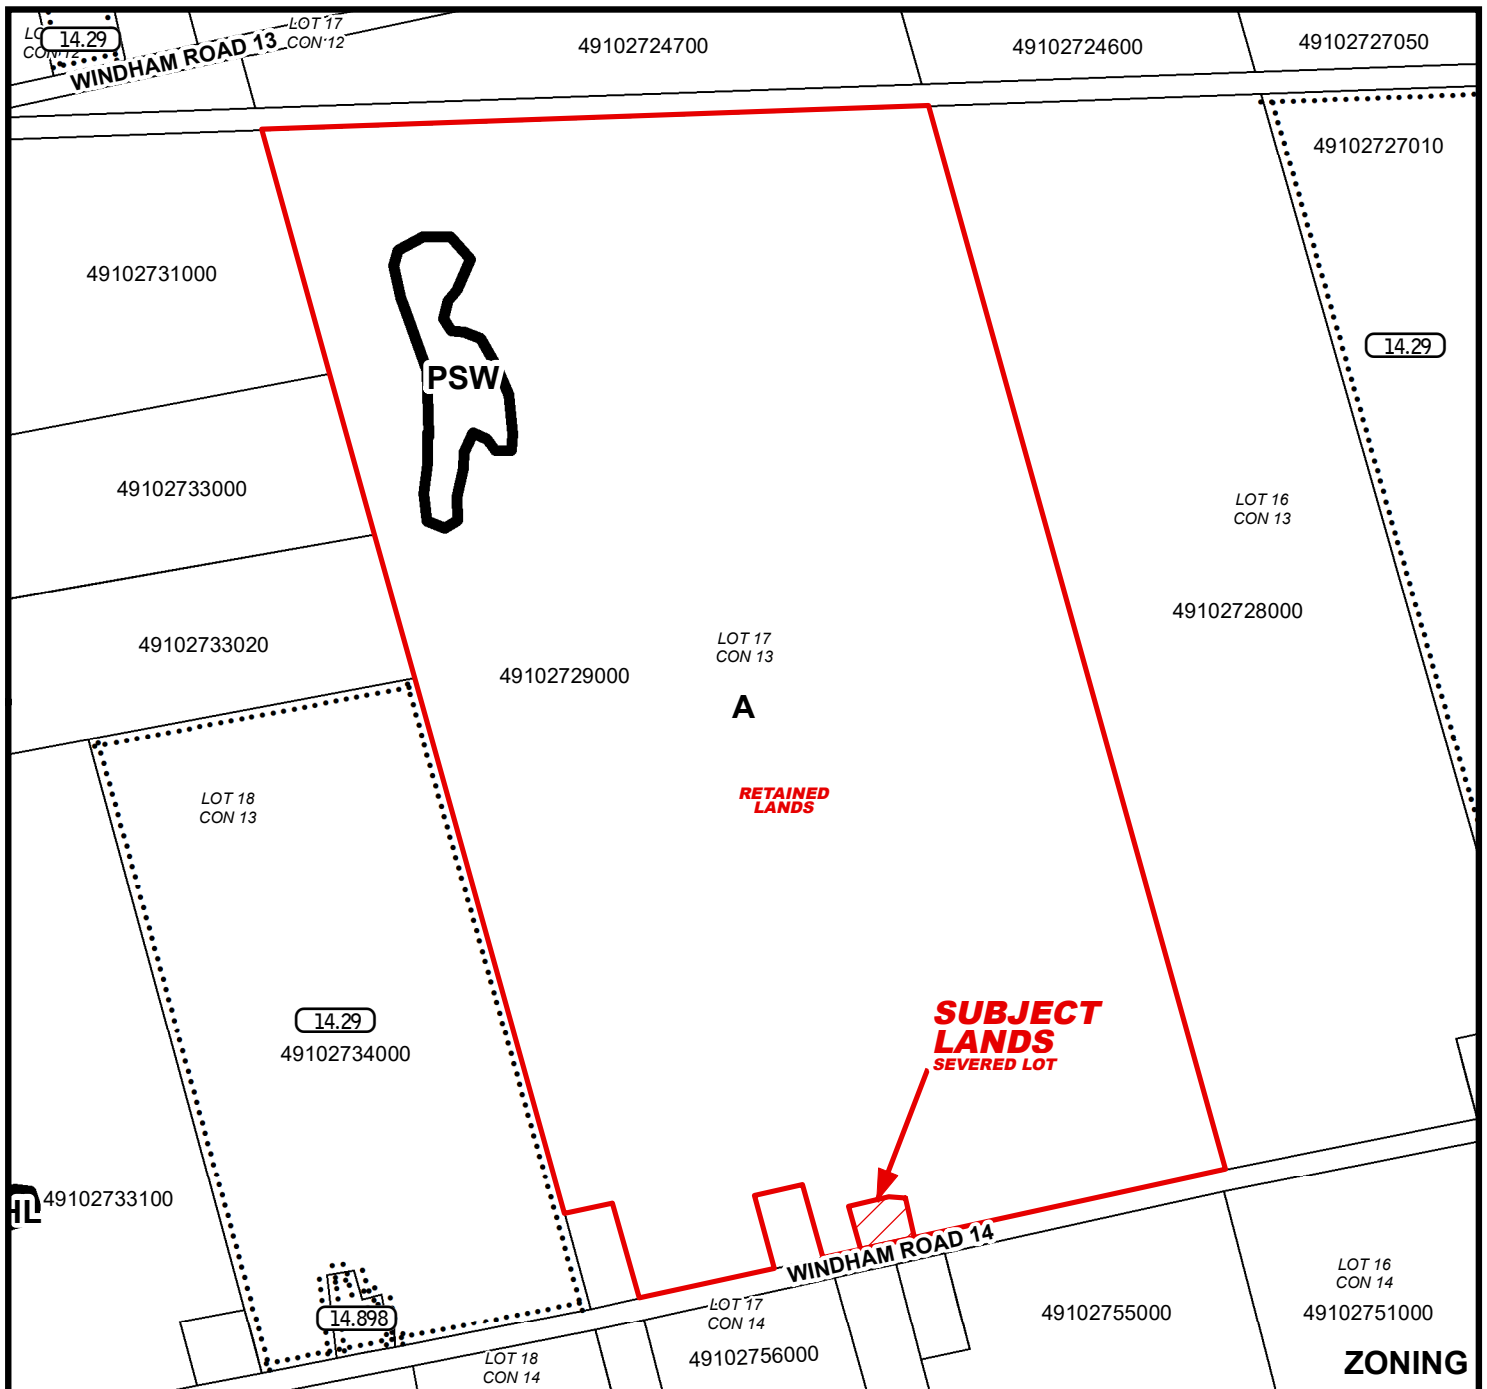 14.29
CON 12
WINDHAM ROAD 13
LOT 17
CON 12
49102724700
49102724600
49102727050
49102727010
49102731000
14.29
PSW
49102733000
LOT 16
CON 13
49102728000
49102733020
LOT 17
CON 13
49102729000
A
RETAINED
LANDS
LOT 18
CON 13
SUBJECT
LANDS
SEVERED LOT
14.29
49102734000
49102733100
HL
WINDHAM ROAD 14
LOT 16
CON 14
49102751000
49102755000
14.898
LOT 17
CON 14
49102756000
LOT 18
CON 14
ZONING